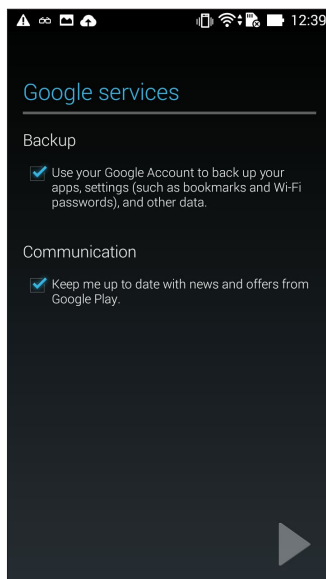 12:39
Google services
Backup
Use your Google Account to back up your
apps, settings (such as bookmarks and Wi-Fi
passwords), and other data.
Communication
Keep me up to date with news and offers from
Google Play.